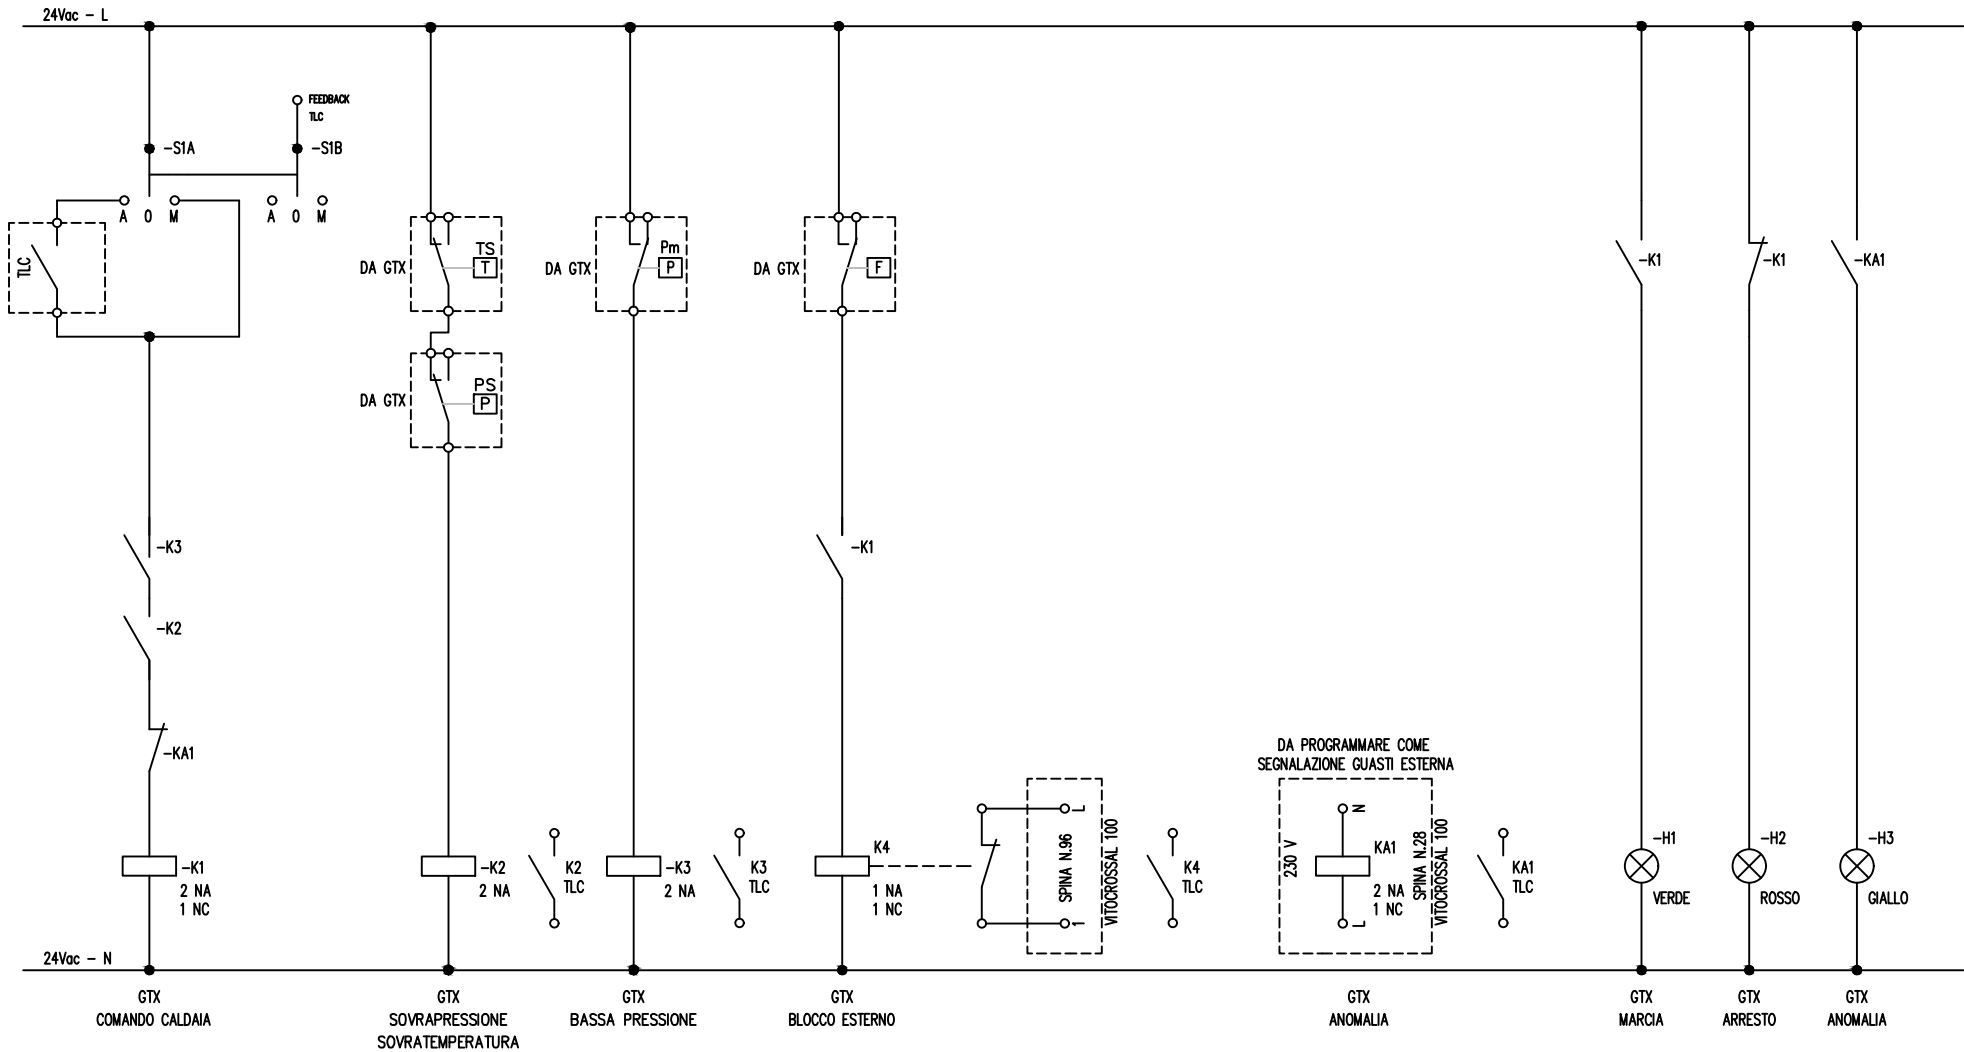 24Vac - L
FEEDBACK
TLC
-S1A
-S1B
A 0 M
A 0 M
TLC
DA GTX
TS
T
DA GTX
Pm
P
DA GTX
F
-K1
-K1
-KA1
DA GTX
PS
P
-K3
-K1
-K2
-KA1
DA PROGRAMMARE COME
SEGNALAZIONE GUASTI ESTERNA
-K1
2 NA
1 NC
-K2
2 NA
K2
TLC
-K3
2 NA
K3
TLC
K4
1 NA
1 NC
L
1
SPINA N.96
VITOCROSSAL 100
K4
TLC
230 V
N
L
KA1
2 NA
1 NC
SPINA N.28
VITOCROSSAL 100
KA1
TLC
-H1
VERDE
-H2
ROSSO
-H3
GIALLO
24Vac - N
GTX
COMANDO CALDAIA
GTX
SOVRAPRESSIONE
SOVRATEMPERATURA
GTX
BASSA PRESSIONE
GTX
BLOCCO ESTERNO
GTX
ANOMALIA
GTX
MARCIA
GTX
ARRESTO
GTX
ANOMALIA